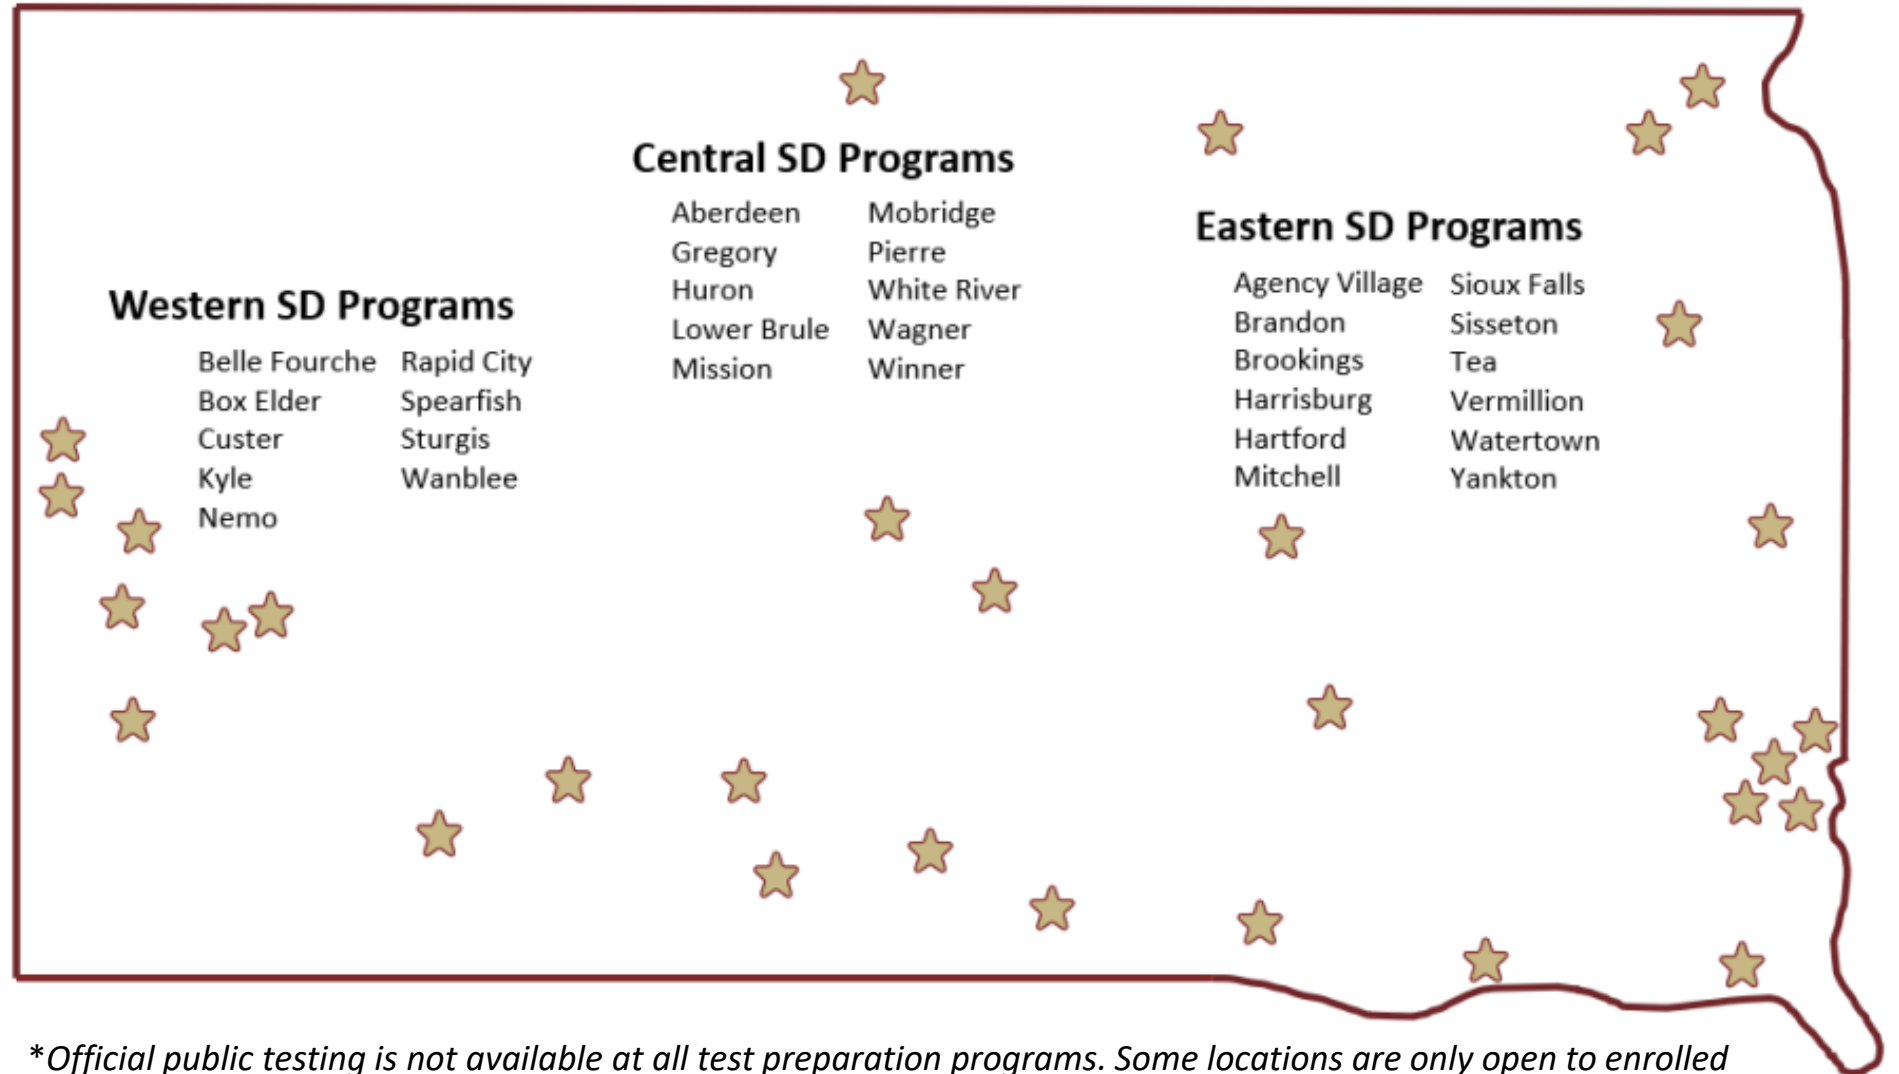 Central SD Programs
Aberdeen Mobridge
Gregory Pierre
Huron White River
Lower Brule Wagner
Mission Winner
Eastern SD Programs
Agency Village Sioux Falls
Brandon Sisseton
Brookings Tea
Harrisburg Vermillion
Hartford Watertown
Mitchell Yankton
Western SD Programs
Belle Fourche Rapid City
Box Elder Spearfish
Custer Sturgis
Kyle Wanblee
Nemo
*Official public testing is not available at all test preparation programs. Some locations are only open to enrolled